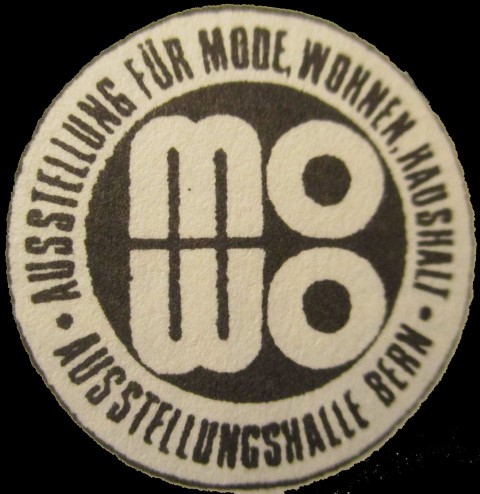 AUSSTELLUNG FÜR MODE, WOHNEN, HAUSHALT
mo
wo
• AUSSTELLUNGSHALLE BERN •